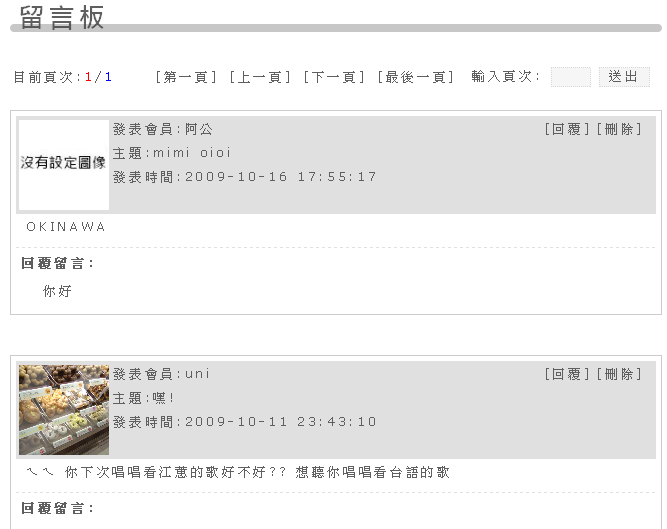 留言板
目前頁次:1/1 [第一頁] [上一頁] [下一頁] [最後一頁] 輸入頁次: 送出
沒有設定圖像
發表會員:阿公 [回覆] [刪除]
主題:mimi oioi
發表時間:2009-10-16 17:55:17
OKINAWA
回覆留言:
你好
發表會員:uni [回覆] [刪除]
主題:嘿!
發表時間:2009-10-11 23:43:10
ㄟㄟ 你下次唱唱看江蕙的歌好不好?? 想聽你唱唱看台語的歌
回覆留言: